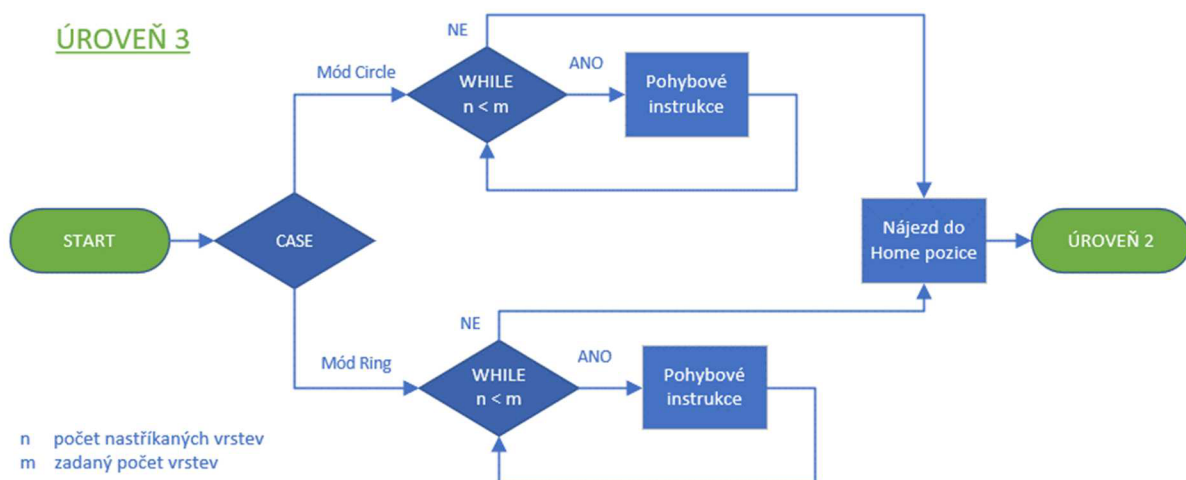 ÚROVEŇ 3
NE
Mód Circle
WHILE
n < m
ANO
Pohybové
instrukce
START
CASE
Nájezd do
Home pozice
ÚROVEŇ 2
NE
Mód Ring
WHILE
n < m
ANO
Pohybové
instrukce
n počet nastříkaných vrstev
m zadaný počet vrstev